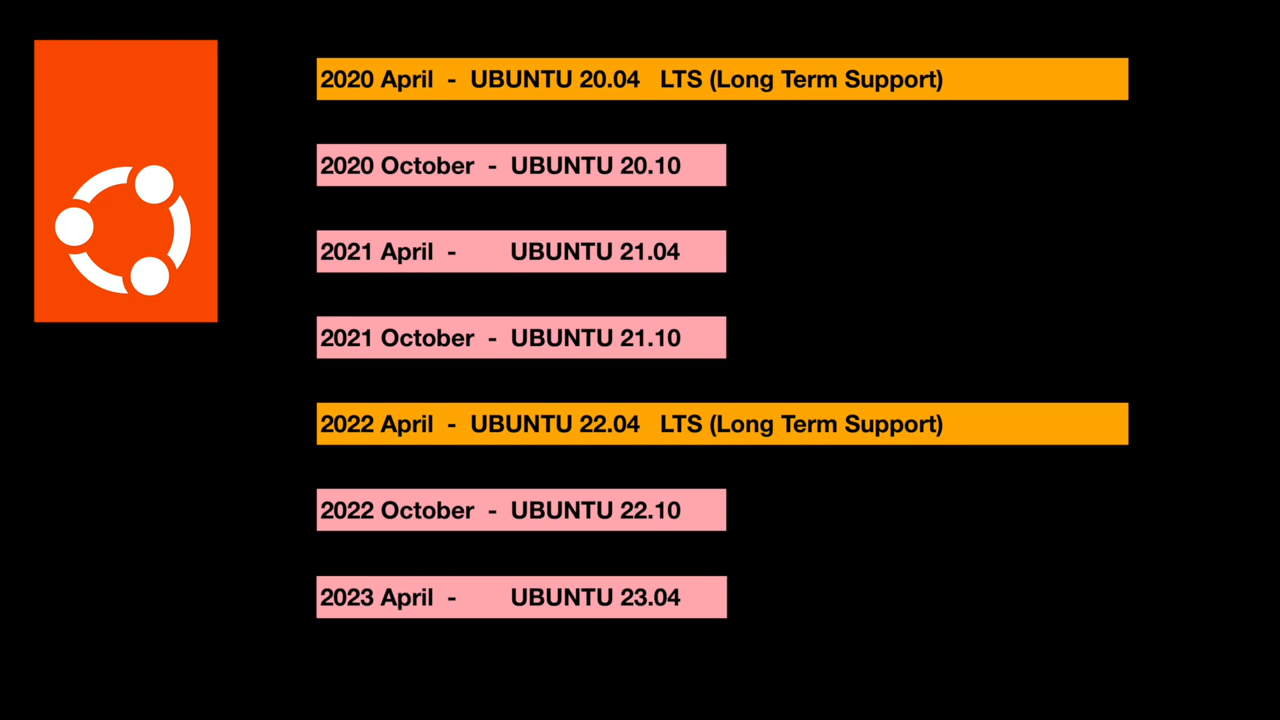 2020 April - UBUNTU 20.04 LTS (Long Term Support)
2020 October - UBUNTU 20.10
2021 April - UBUNTU 21.04
2021 October - UBUNTU 21.10
2022 April - UBUNTU 22.04 LTS (Long Term Support)
2022 October - UBUNTU 22.10
2023 April - UBUNTU 23.04